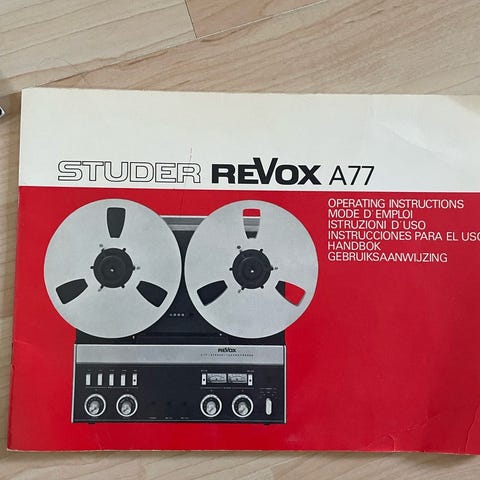 STUDER REVOX A77
OPERATING INSTRUCTIONS
MODE D'EMPLOI
ISTRUZIONI D'USO
INSTRUCCIONES PARA EL USO
HANDBOK
GEBRUIKSAANWIJZING
REVOX